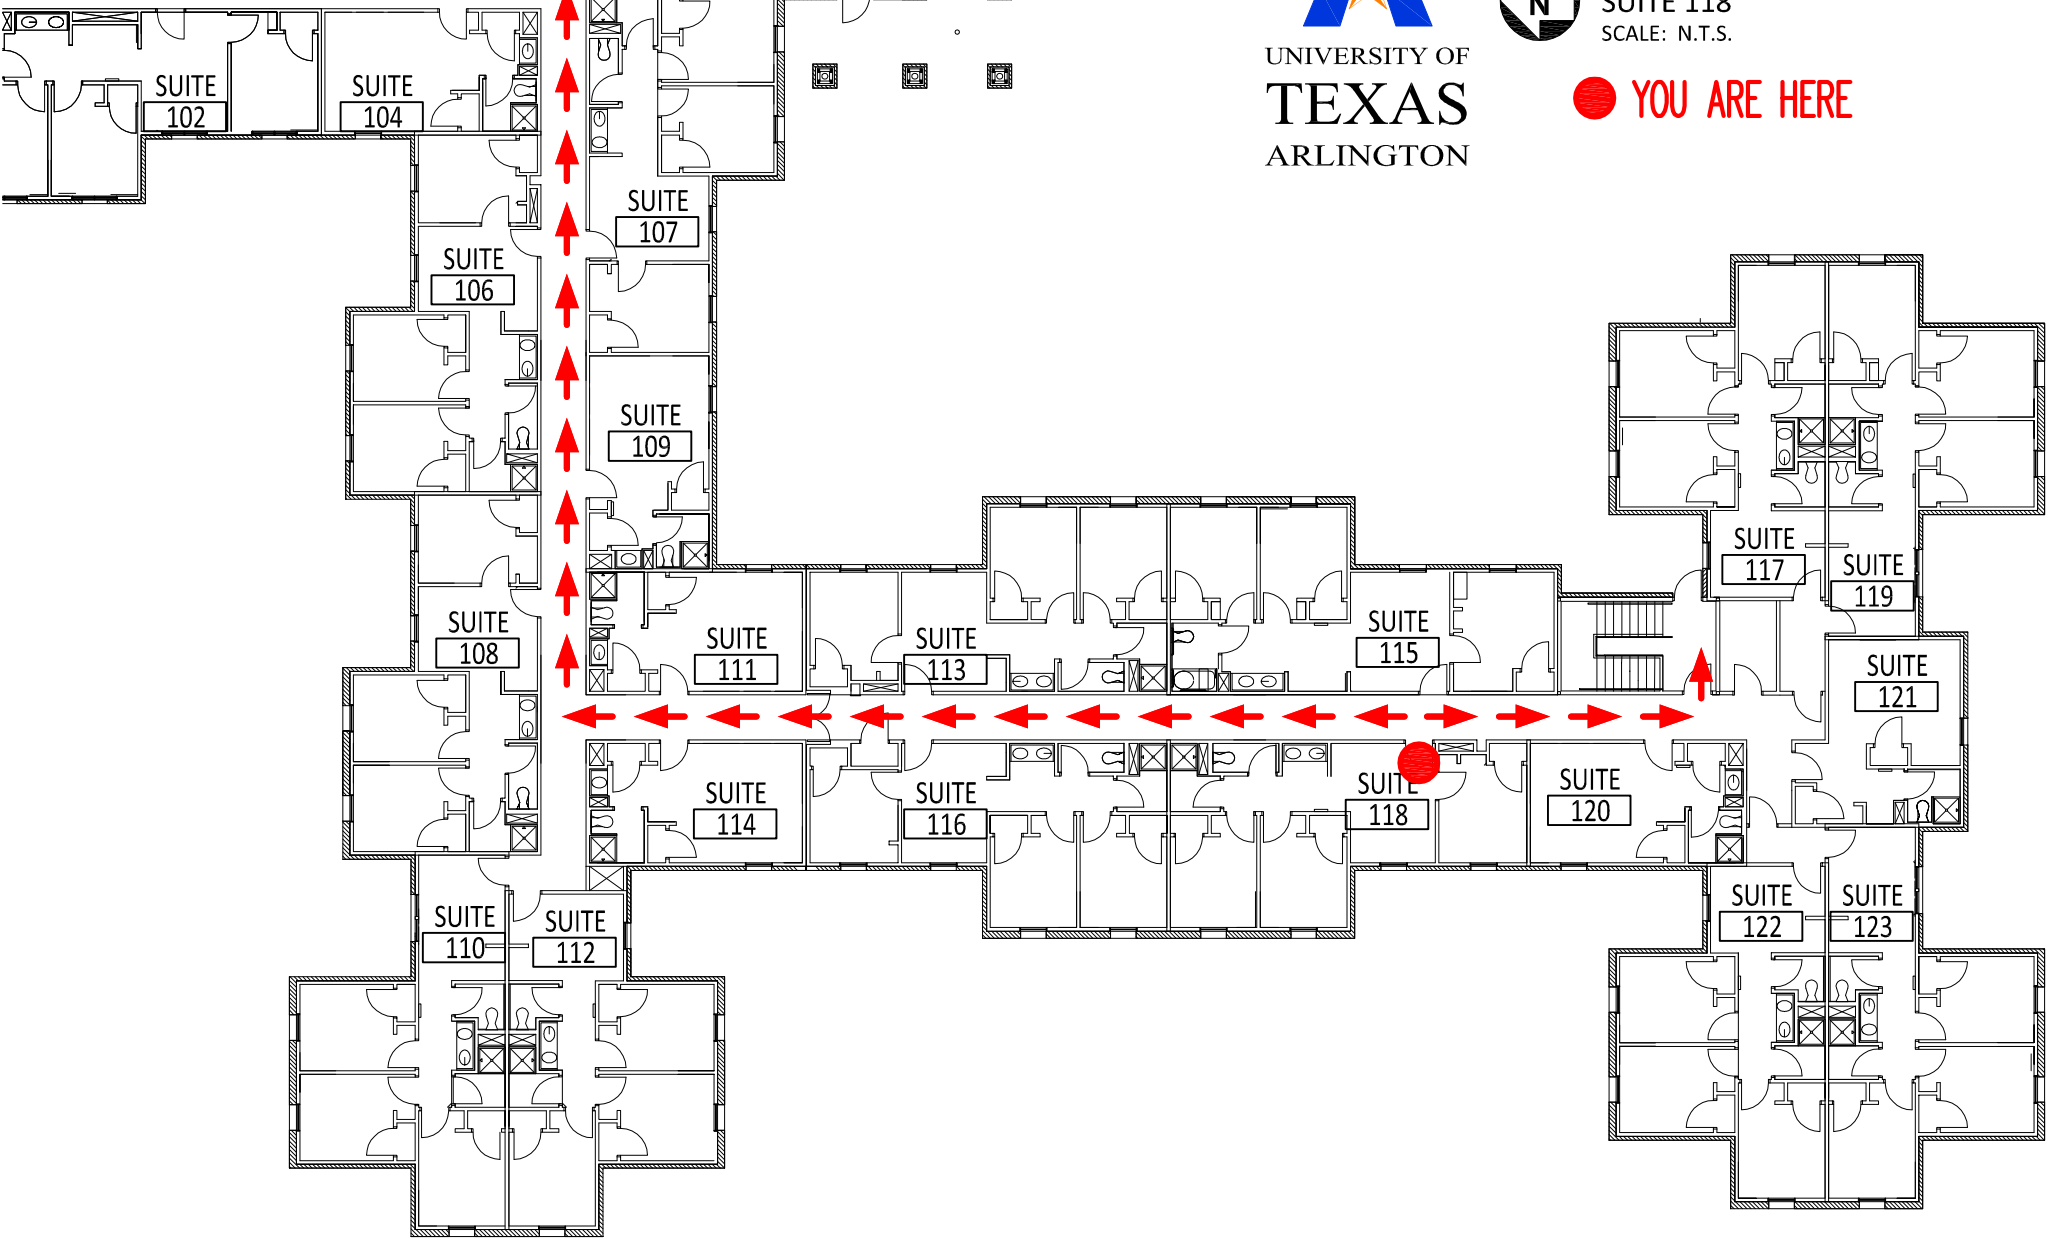 N
SUITE 118
SCALE: N.T.S.
UNIVERSITY OF
TEXAS
ARLINGTON
YOU ARE HERE
SUITE
102
SUITE
104
SUITE
107
SUITE
106
SUITE
109
SUITE
117
SUITE
119
SUITE
108
SUITE
111
SUITE
113
SUITE
115
SUITE
121
SUITE
114
SUITE
116
SUITE
118
SUITE
120
SUITE
110
SUITE
112
SUITE
122
SUITE
123